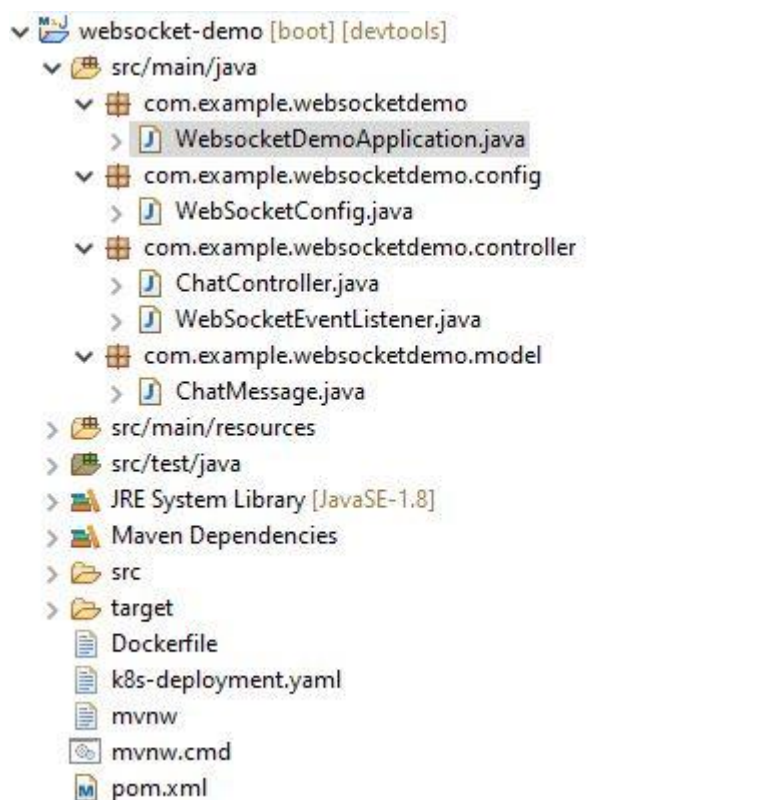 websocket-demo [boot] [devtools]
src/main/java
com.example.websocketdemo
WebsocketDemoApplication.java
com.example.websocketdemo.config
WebSocketConfig.java
com.example.websocketdemo.controller
ChatController.java
WebSocketEventListener.java
com.example.websocketdemo.model
ChatMessage.java
src/main/resources
src/test/java
JRE System Library [JavaSE-1.8]
Maven Dependencies
src
target
Dockerfile
k8s-deployment.yaml
mvnw
mvnw.cmd
pom.xml